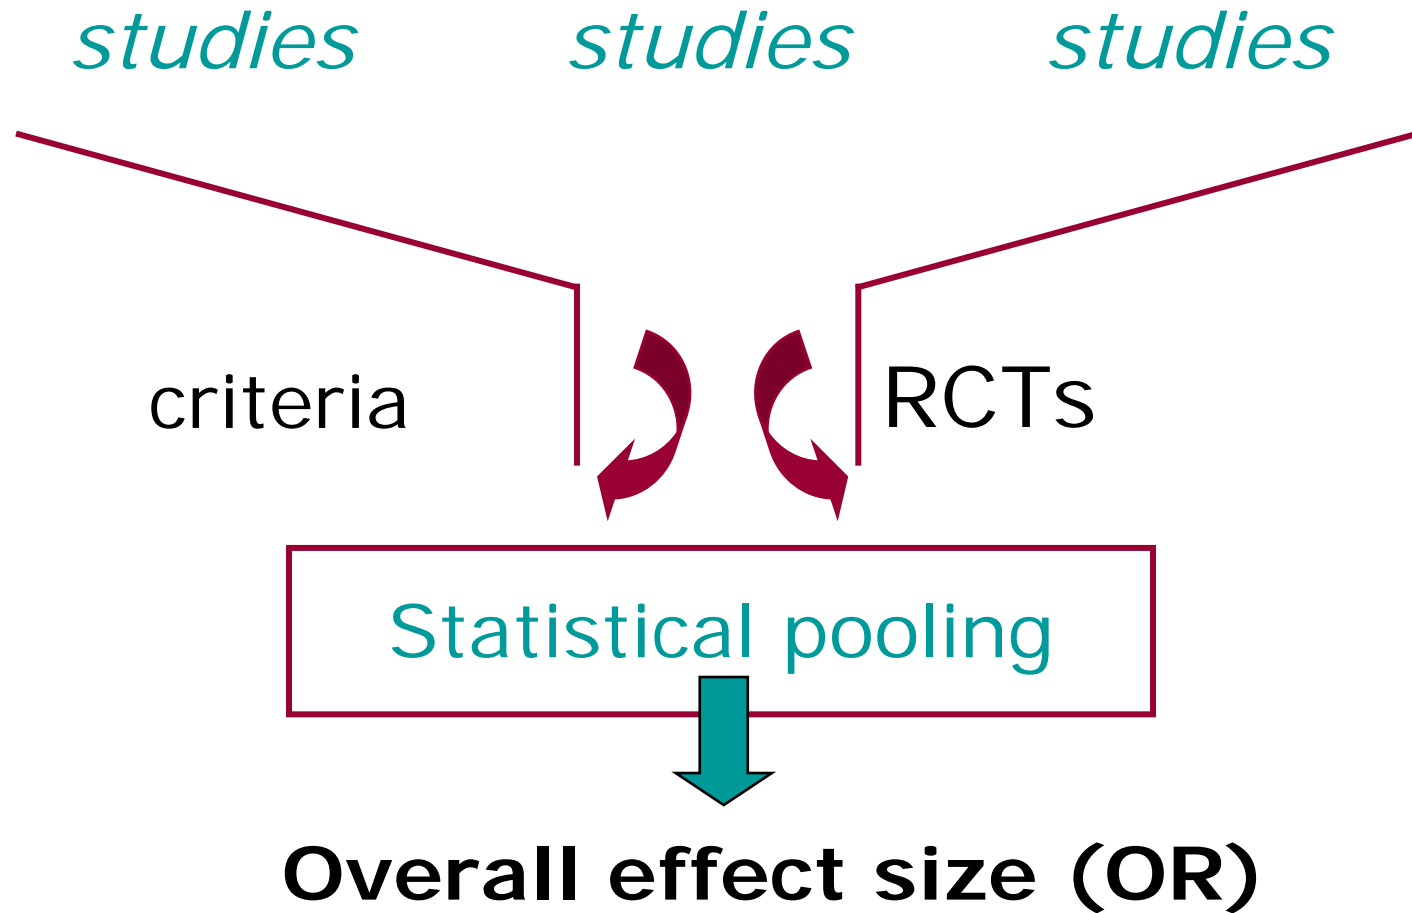 studies studies studies
criteria RCTs
Statistical pooling
Overall effect size (OR)